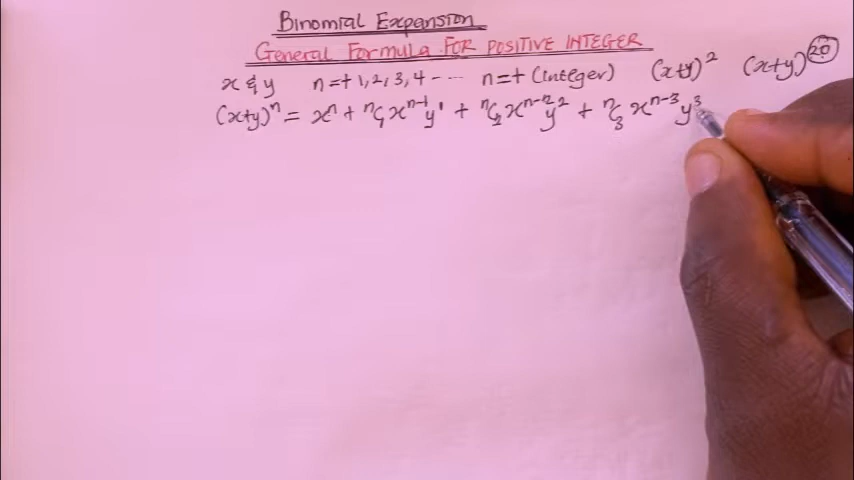 Binomial Expansion
General Formula FOR POSITIVE INTEGER
x & y n=+1,2,3,4---- n=+(integer) (x+y)² (x+y)²⁰
(x+y)ⁿ = xⁿ + ⁿC₁xⁿ⁻¹y¹ + ⁿC₂xⁿ⁻²y² + ⁿC₃xⁿ⁻³y³